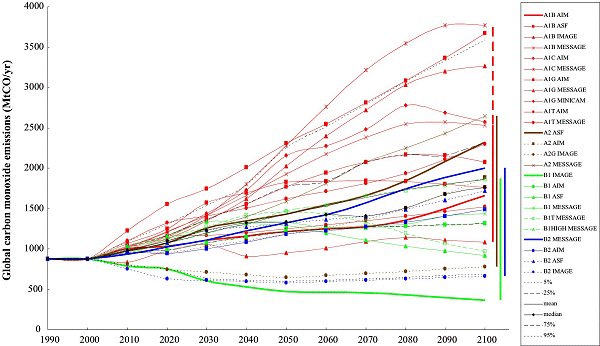 Global carbon monoxide emissions (MtCO/yr)
4000
3500
3000
2500
2000
1500
1000
500
0
1990 2000 2010 2020 2030 2040 2050 2060 2070 2080 2090 2100
A1B AIM
A1B ASF
A1B IMAGE
A1B MESSAGE
A1C AIM
A1C MESSAGE
A1G AIM
A1G MESSAGE
A1G MINICAM
A1T AIM
A1T MESSAGE
A2 ASF
A2 AIM
A2G IMAGE
A2 MESSAGE
B1 IMAGE
B1 AIM
B1 ASF
B1 MESSAGE
B1T MESSAGE
B1HIGH MESSAGE
B2 MESSAGE
B2 AIM
B2 ASF
B2 IMAGE
5%
25%
mean
median
75%
95%